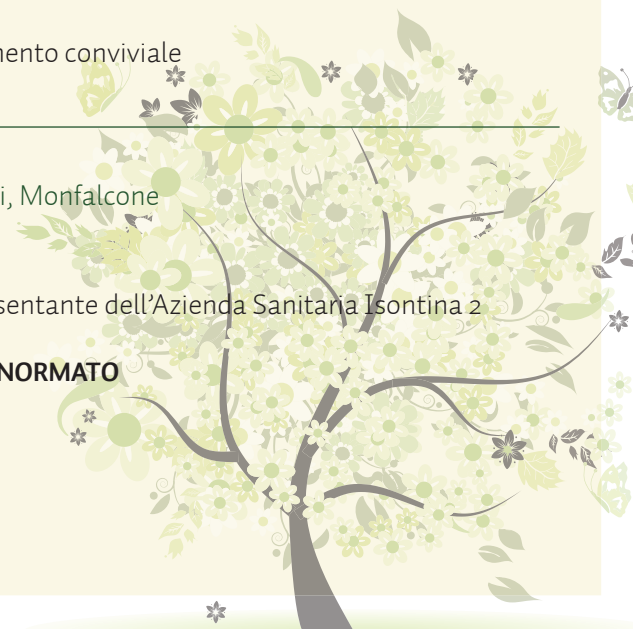 mento conviviale
i, Monfalcone
sentante dell’Azienda Sanitaria Isontina 2
NORMATO